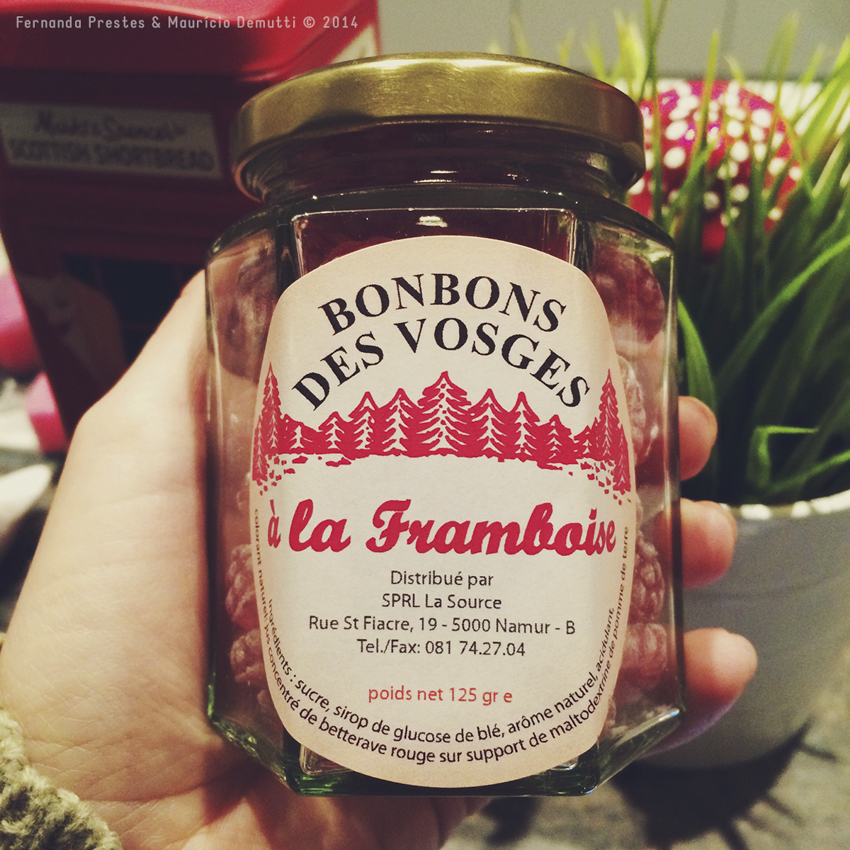 Fernanda Prestes & Maurício Demutti © 2014
Marks & Spencer
SCOTTISH SHORTBREAD
BONBONS
DES VOSGES
à la Framboise
Distribué par
SPRL La Source
Rue St Fiacre, 19 - 5000 Namur - B
Tel./Fax: 081 74.27.04
poids net 125 gr e
Ingrédients : sucre, sirop de glucose de blé, arôme naturel, acidulant,
colorant naturel: jus concentré de betterave rouge sur support de maltodextrine de pomme de terre